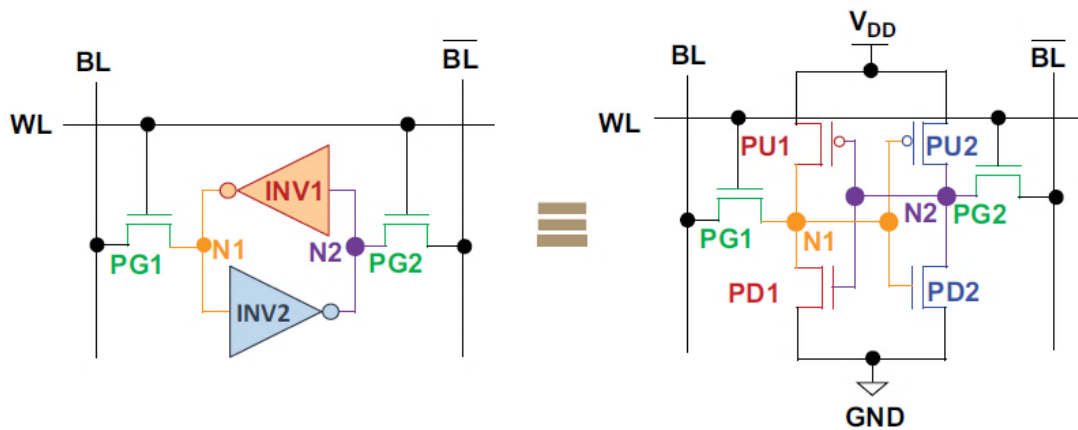 BL
BL
WL
INV1
PG1
N1
N2
PG2
INV2
VDD
BL
BL
WL
PU1
PU2
PG1
N1
N2
PG2
PD1
PD2
GND